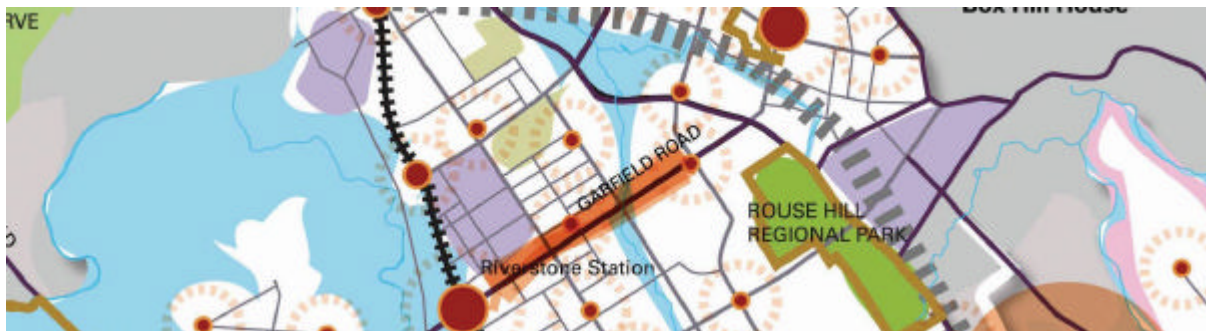 RVE
Box Hill House
GARFIELD ROAD
ROUSE HILL
REGIONAL PARK
Riverstone Station